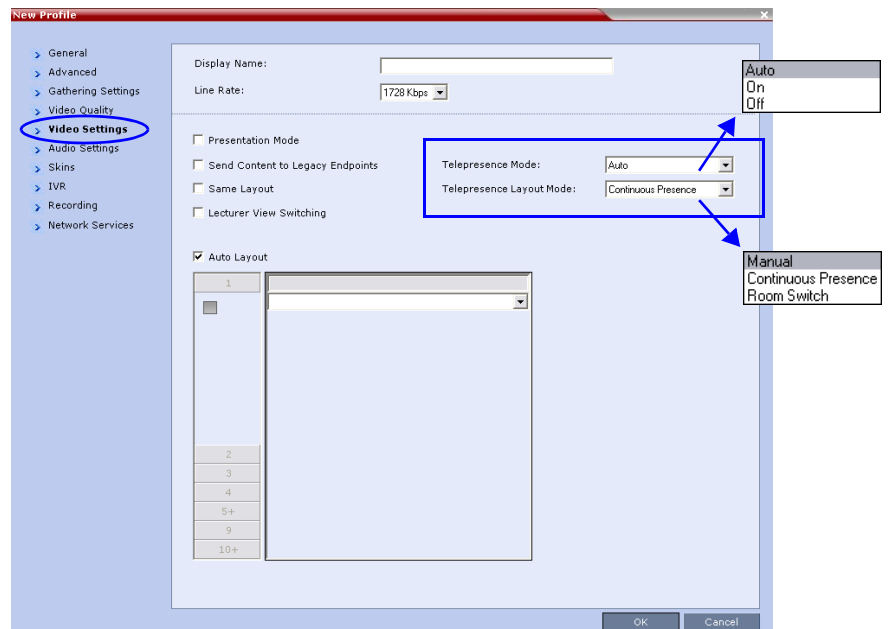 New Profile
x
General
Advanced
Gathering Settings
Video Quality
Video Settings
Audio Settings
Skins
IVR
Recording
Network Services
Display Name:
Line Rate: 1728 Kbps
Presentation Mode
Send Content to Legacy Endpoints
Same Layout
Lecturer View Switching
Telepresence Mode: Auto
Telepresence Layout Mode: Continuous Presence
Auto
On
Off
Manual
Continuous Presence
Room Switch
Auto Layout
1
2
3
4
5+
9
10+
OK Cancel